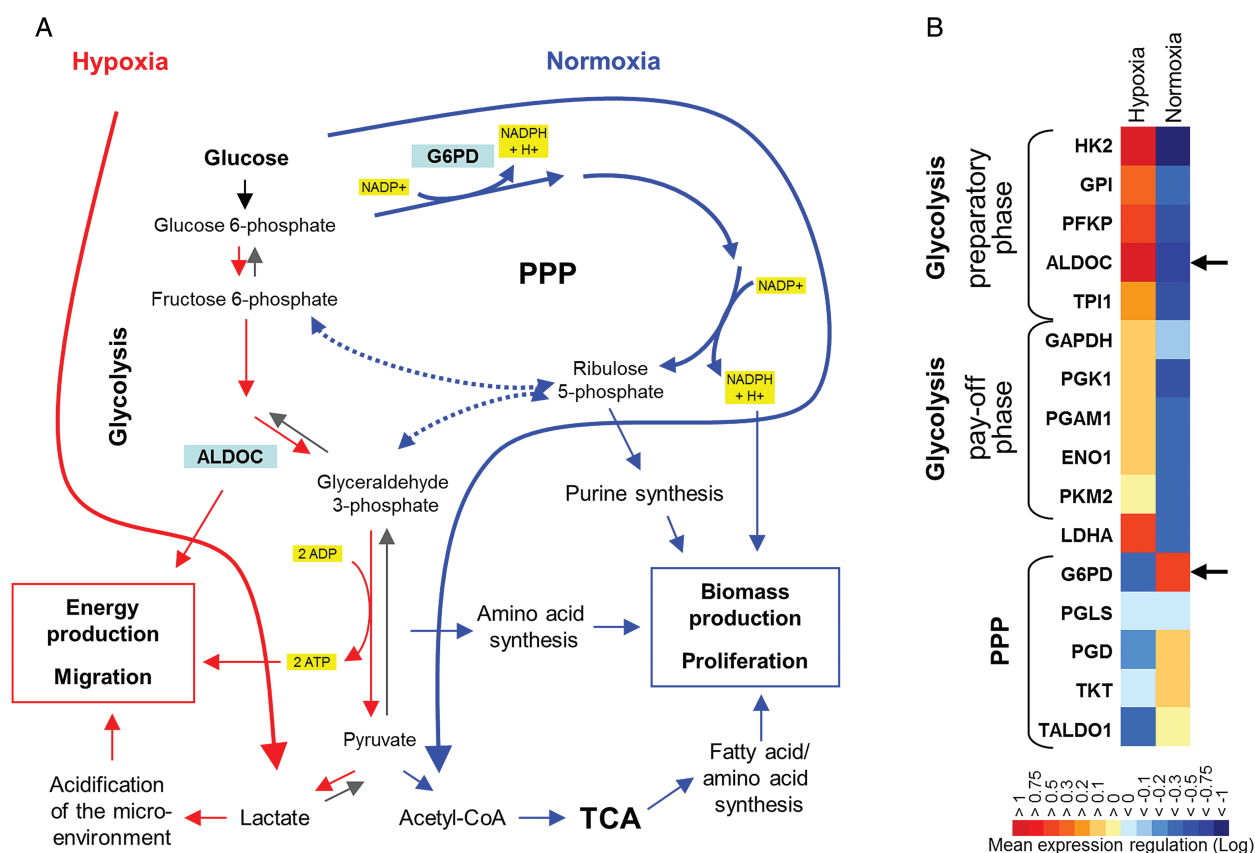 A
Hypoxia
Normoxia
Glucose
G6PD
NADPH
+ H+
NADP+
Glucose 6-phosphate
Fructose 6-phosphate
PPP
NADP+
Glycolysis
Ribulose
5-phosphate
NADPH
+ H+
ALDOC
Glyceraldehyde
3-phosphate
Purine synthesis
2 ADP
Energy
production
Migration
Amino acid
synthesis
Biomass
production
Proliferation
2 ATP
Pyruvate
Acidification
of the micro-
environment
Lactate
Acetyl-CoA
TCA
Fatty acid/
amino acid
synthesis
B
Hypoxia
Normoxia
Glycolysis
preparatory
phase
HK2
GPI
PFKP
ALDOC
TPI1
Glycolysis
pay-off
phase
GAPDH
PGK1
PGAM1
ENO1
PKM2
LDHA
PPP
G6PD
PGLS
PGD
TKT
TALDO1
> 1
> 0.75
> 0.5
> 0.3
> 0.2
> 0.1
> 0
< 0
< -0.1
< -0.2
< -0.3
< -0.5
< -0.75
< -1
Mean expression regulation (Log)